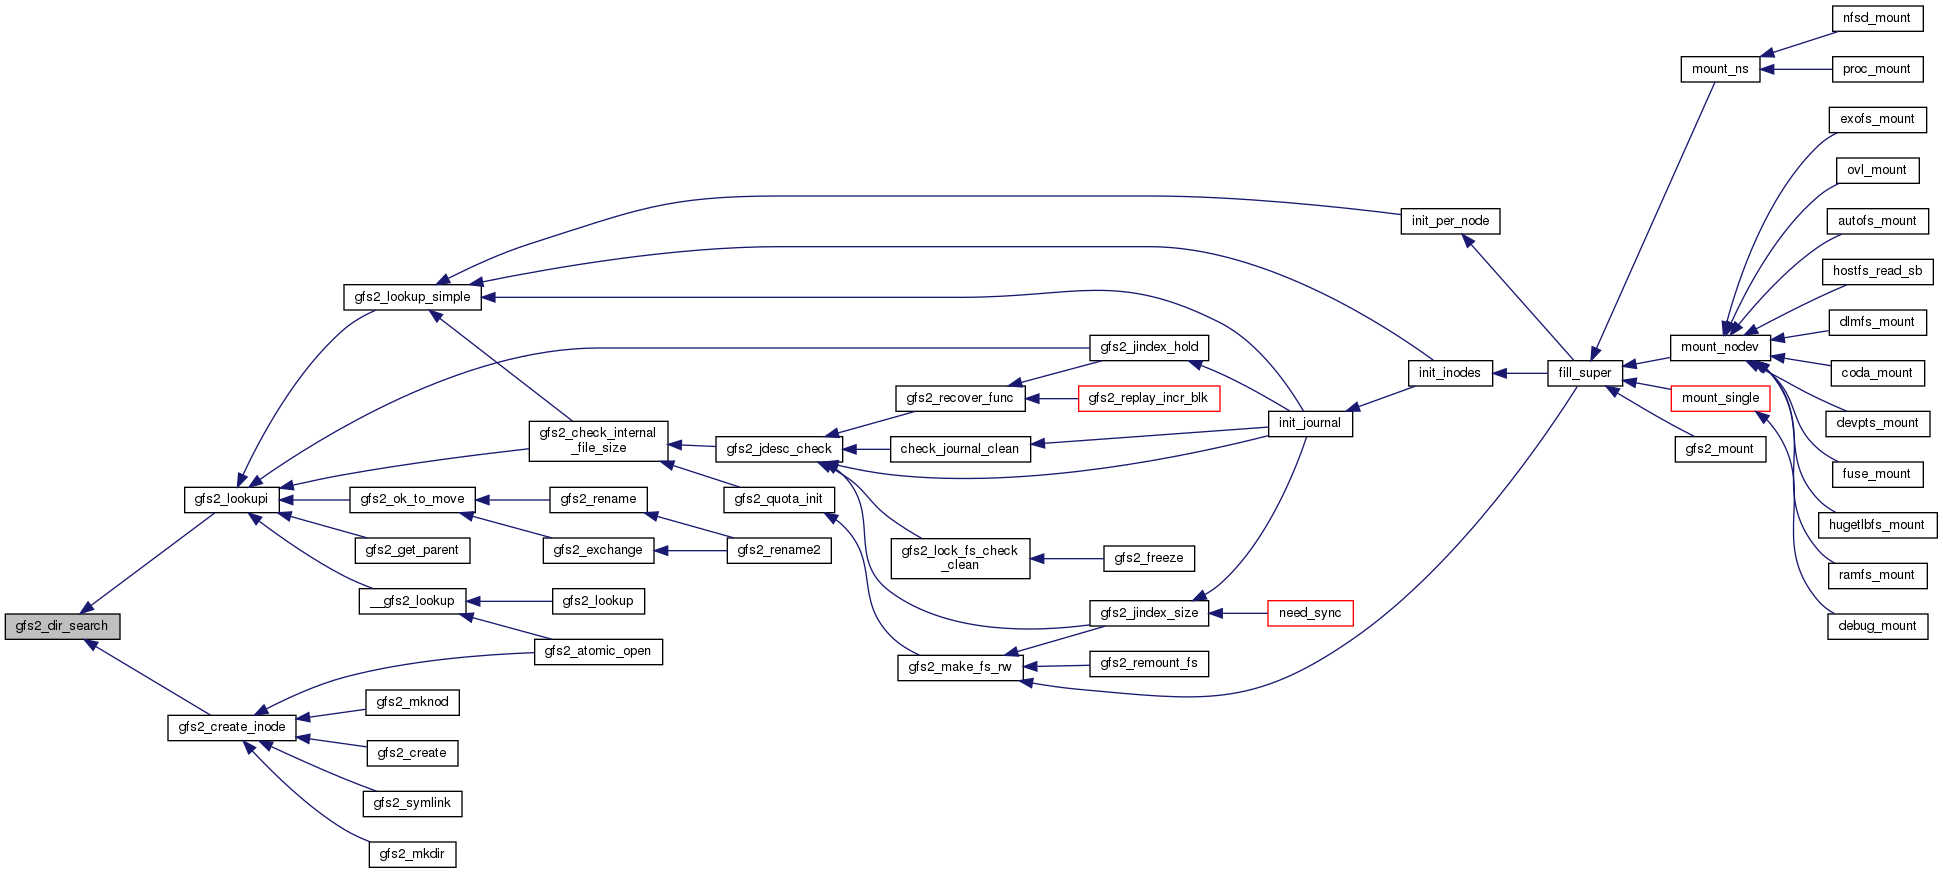 nfsd_mount
mount_ns
proc_mount
exofs_mount
ovl_mount
init_per_node
autofs_mount
hostfs_read_sb
gfs2_lookup_simple
dlmfs_mount
gfs2_jindex_hold
mount_nodev
init_inodes
fill_super
coda_mount
gfs2_recover_func
gfs2_replay_incr_blk
mount_single
init_journal
devpts_mount
gfs2_check_internal
_file_size
gfs2_jdesc_check
check_journal_clean
gfs2_mount
fuse_mount
gfs2_lookupi
gfs2_ok_to_move
gfs2_rename
gfs2_quota_init
hugetlbfs_mount
gfs2_get_parent
gfs2_exchange
gfs2_rename2
gfs2_lock_fs_check
_clean
gfs2_freeze
ramfs_mount
__gfs2_lookup
gfs2_lookup
gfs2_jindex_size
need_sync
gfs2_dir_search
debug_mount
gfs2_atomic_open
gfs2_make_fs_rw
gfs2_remount_fs
gfs2_mknod
gfs2_create_inode
gfs2_create
gfs2_symlink
gfs2_mkdir